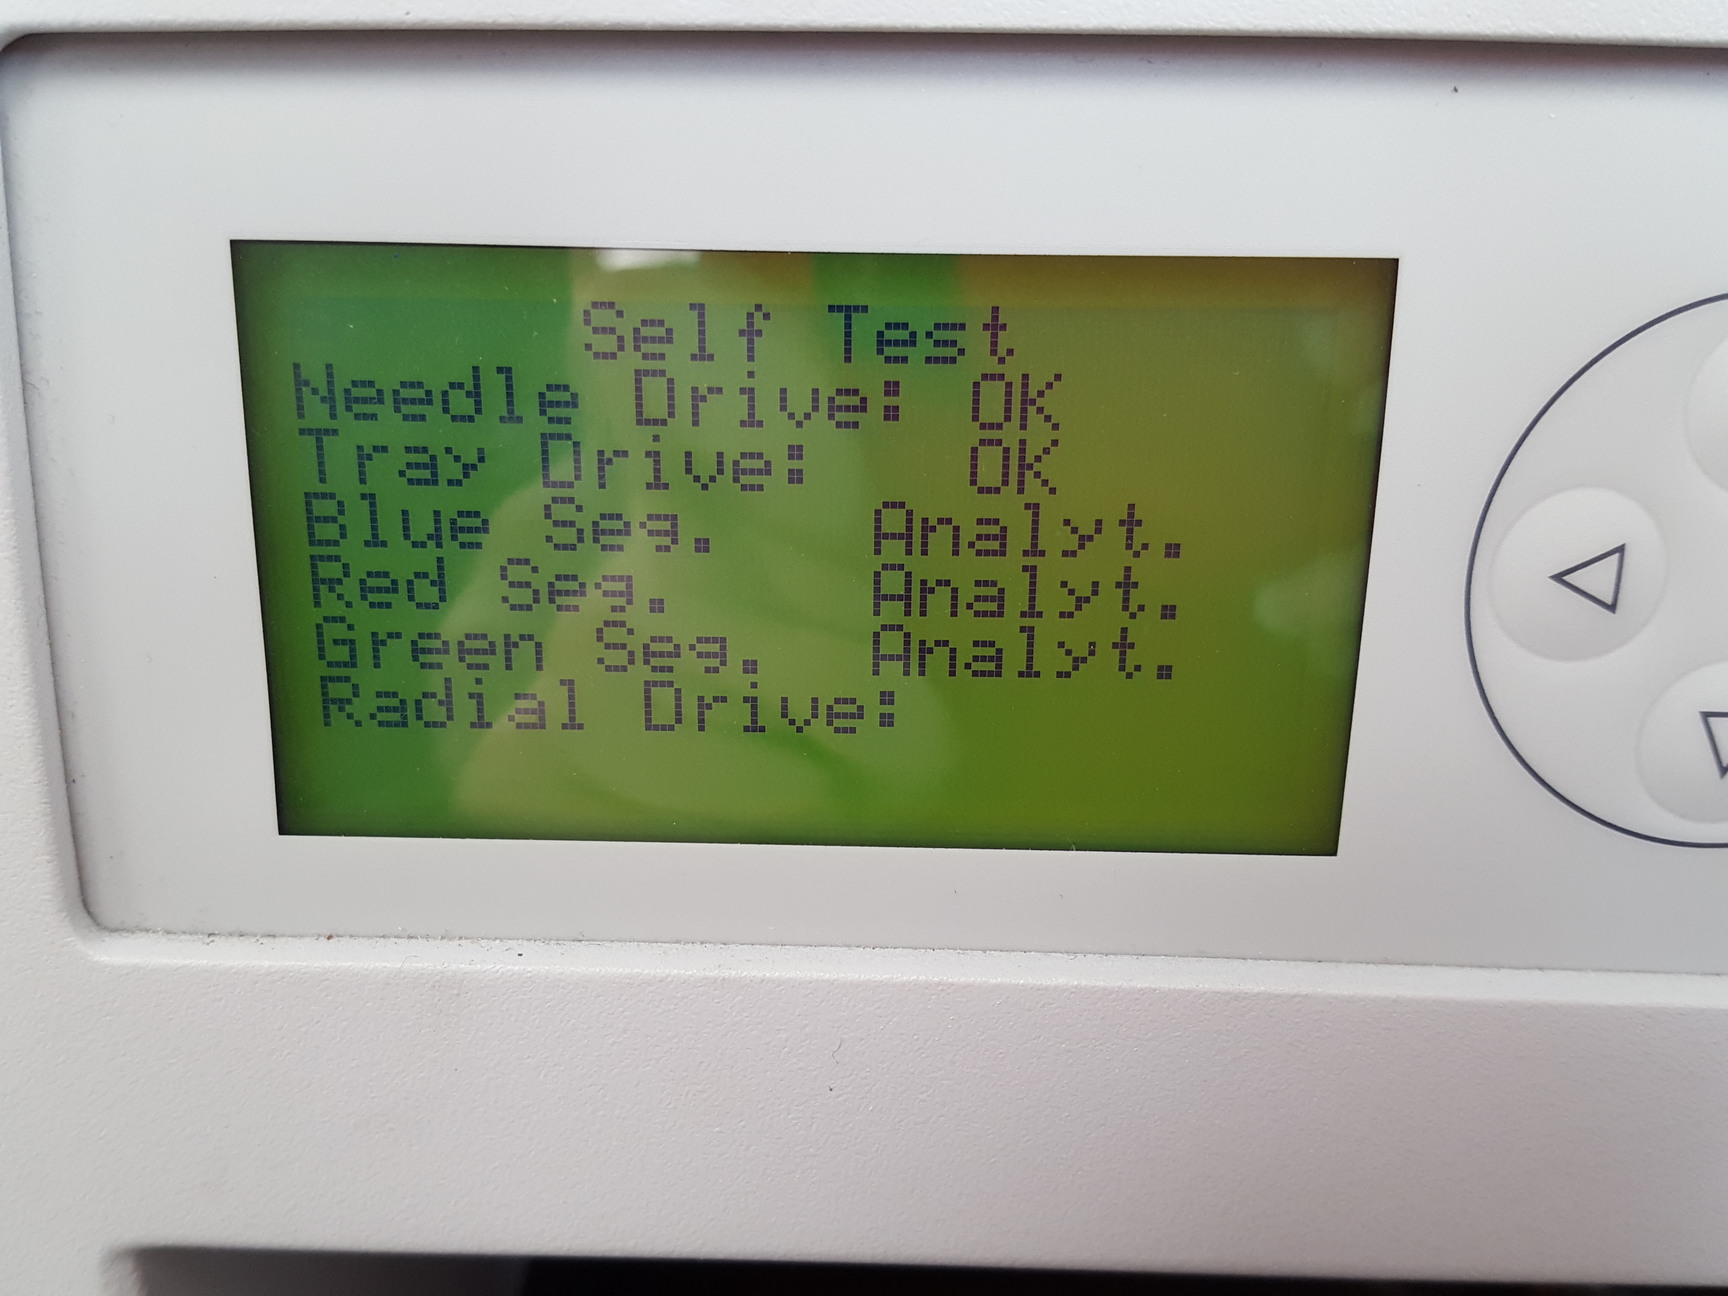 Self Test
Needle Drive: OK
Tray Drive: OK
Blue Seg. Analyt.
Red Seg. Analyt.
Green Seg. Analyt.
Radial Drive: